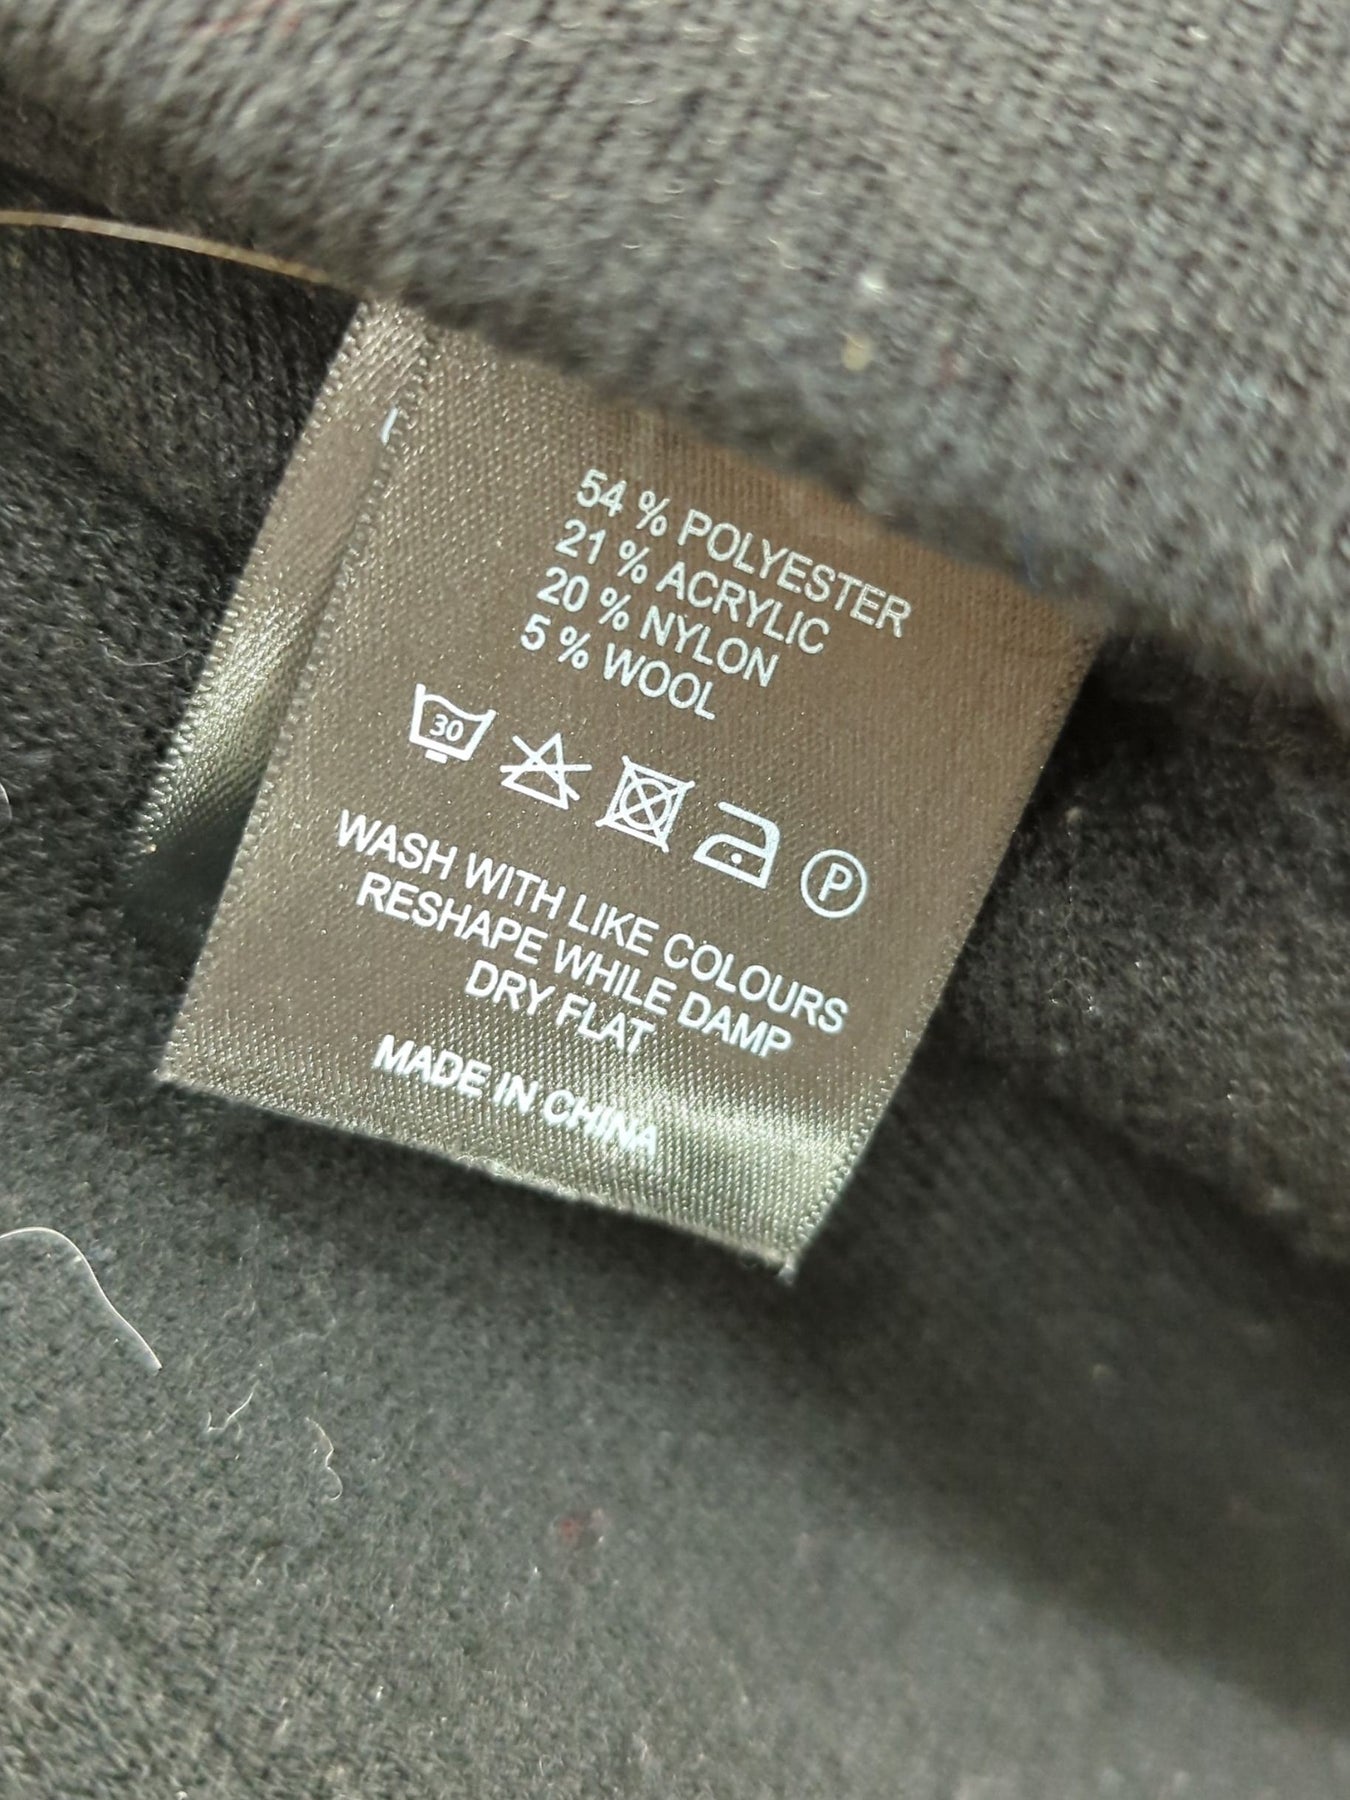 54 % POLYESTER
21 % ACRYLIC
20 % NYLON
5 % WOOL
30
P
WASH WITH LIKE COLOURS
RESHAPE WHILE DAMP
DRY FLAT
MADE IN CHINA